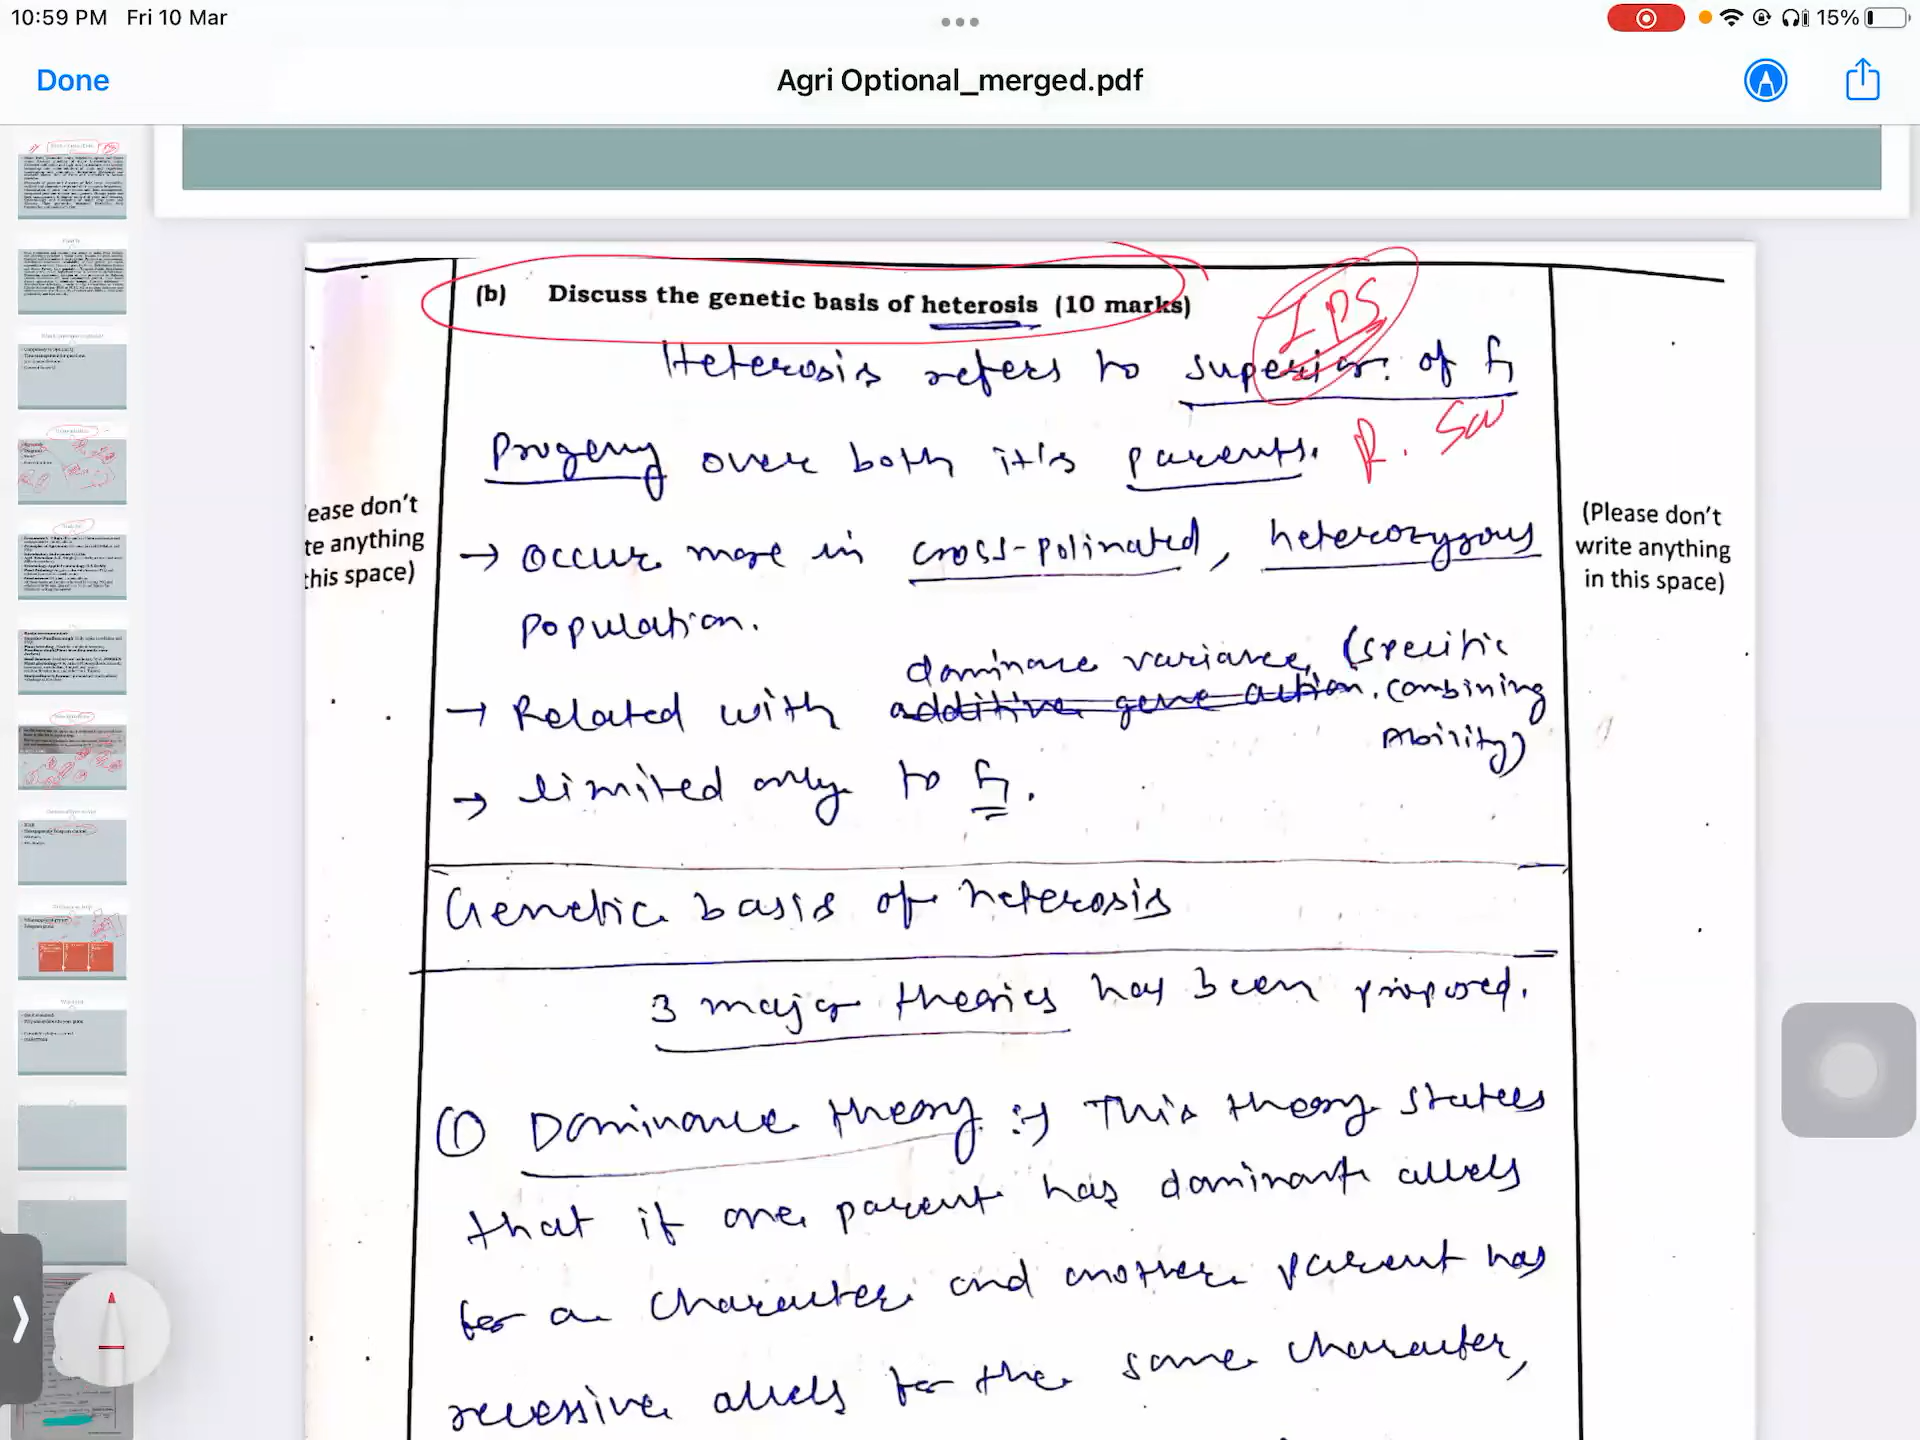 10:59 PM Fri 10 Mar
15%
Done
Agri Optional_merged.pdf
(b) Discuss the genetic basis of heterosis (10 marks)
IPS
Heterosis refers to superior. of F1
Progeny over both it's parents.
R. Sai
ease don't
te anything
this space)
(Please don't
write anything
in this space)
→ occur more in cross-polinated, heterozygous
population.
dominance variance (specific
→ Related with additive gene action. combining
Ability)
→ limited only to F1.
Genetic basis of heterosis
3 major theories has been proposed.
① Dominance theory :→ This theory statees
that if one parent has dominant allels
for a character and another parent has
recessive allels for the same character,